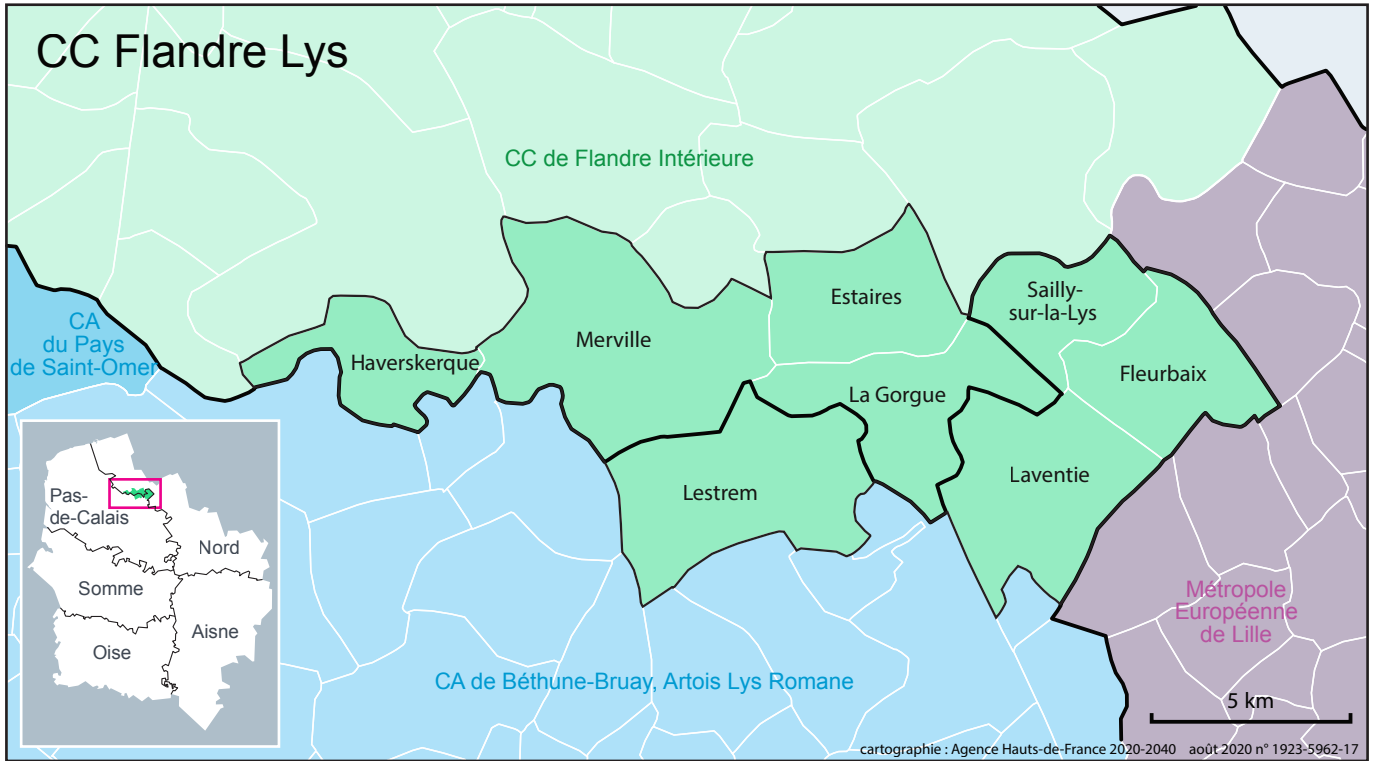 CC Flandre Lys
CC de Flandre Intérieure
CA
du Pays
de Saint-Omer
Haverskerque
Merville
Estaires
Sailly-
sur-la-Lys
Fleurbaix
La Gorgue
Lestrem
Laventie
Pas-
de-Calais
Nord
Somme
Aisne
Oise
Métropole
Européenne
de Lille
CA de Béthune-Bruay, Artois Lys Romane
5 km
cartographie : Agence Hauts-de-France 2020-2040 août 2020 n° 1923-5962-17